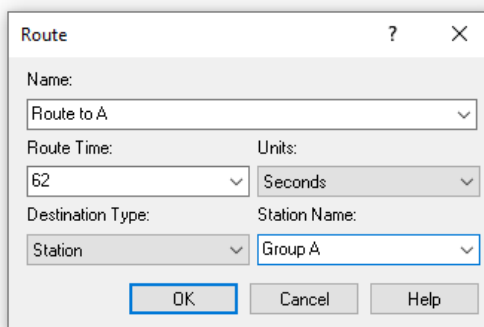 Route ?
Name:
Route to A
Route Time: Units:
62 Seconds
Destination Type: Station Name:
Station Group A
OK Cancel Help